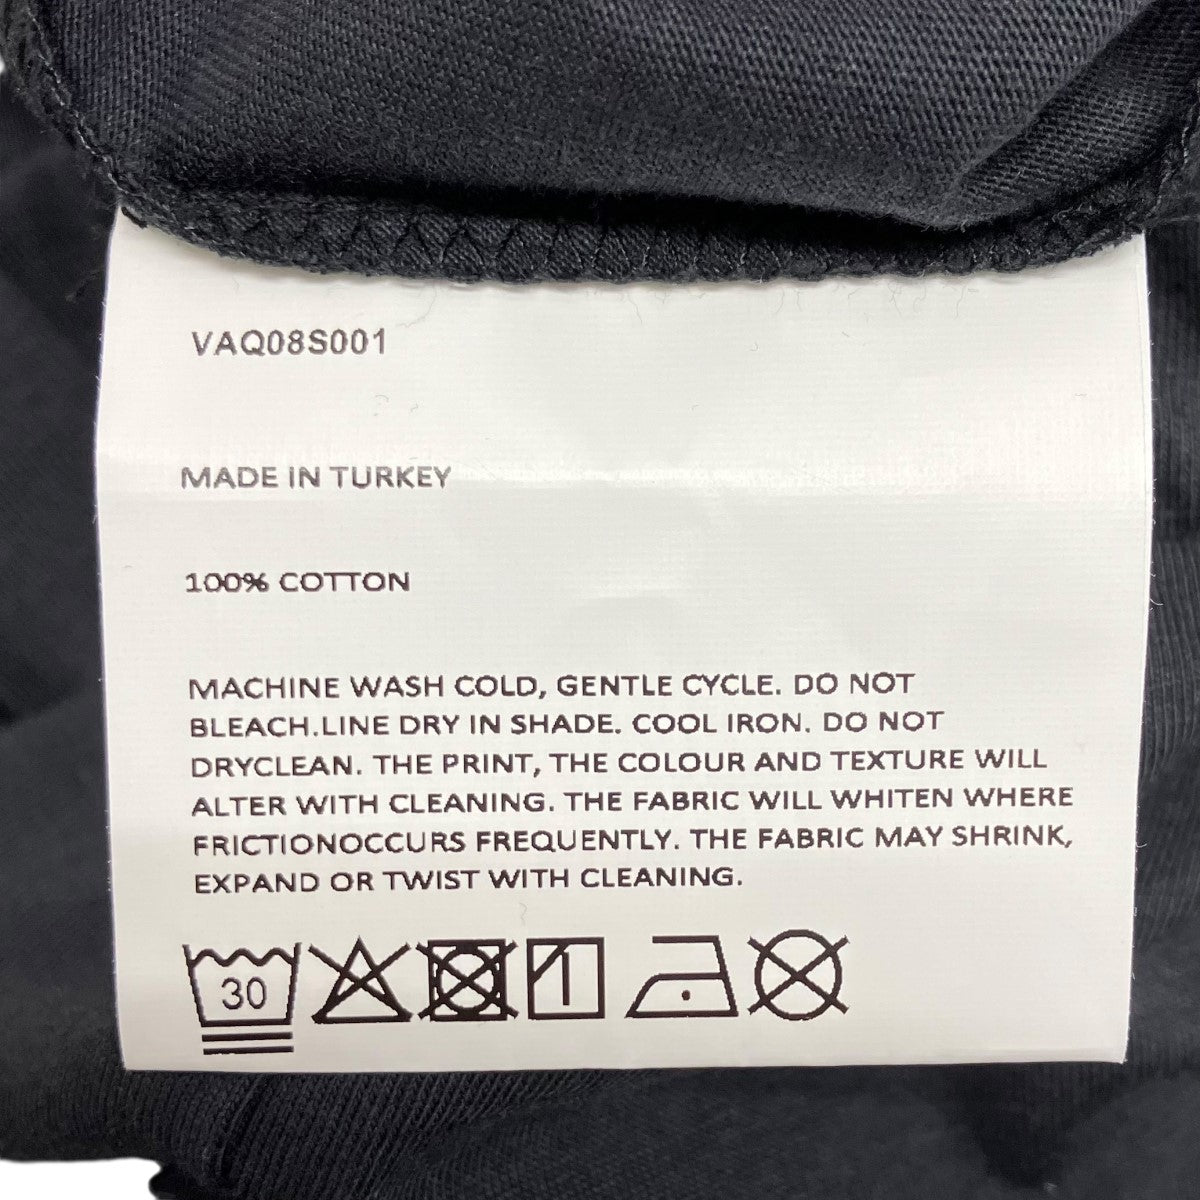 VAQ08S001
MADE IN TURKEY
100% COTTON
MACHINE WASH COLD, GENTLE CYCLE. DO NOT
BLEACH.LINE DRY IN SHADE. COOL IRON. DO NOT
DRYCLEAN. THE PRINT, THE COLOUR AND TEXTURE WILL
ALTER WITH CLEANING. THE FABRIC WILL WHITEN WHERE
FRICTIONOCCURS FREQUENTLY. THE FABRIC MAY SHRINK,
EXPAND OR TWIST WITH CLEANING.
30